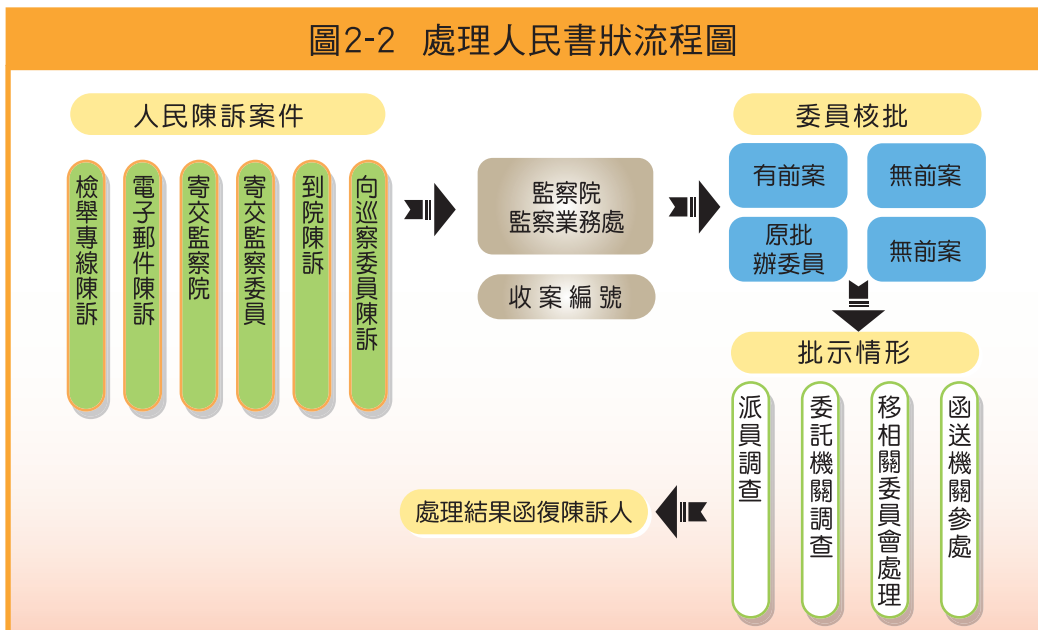 圖2-2 處理人民書狀流程圖
人民陳訴案件
檢舉專線陳訴
電子郵件陳訴
寄交監察院
寄交監察委員
到院陳訴
向巡察委員陳訴
監察院
監察業務處
收案編號
委員核批
有前案
無前案
原批
辦委員
無前案
批示情形
派員調查
委託機關調查
移相關委員會處理
函送機關參處
處理結果函復陳訴人